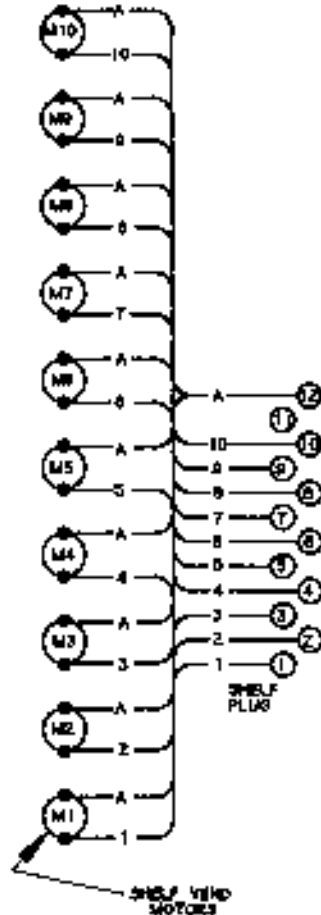 M10
A
10
M9
A
9
M8
A
8
M7
A
7
M6
A
6
M5
A
5
M4
A
4
M3
A
3
M2
A
2
M1
A
1
A 12
11
10 10
9 9
8 8
7 7
6 6
5 5
4 4
3 3
2 2
1 1
SHELF
PLUG
SHELF VEND
MOTORS